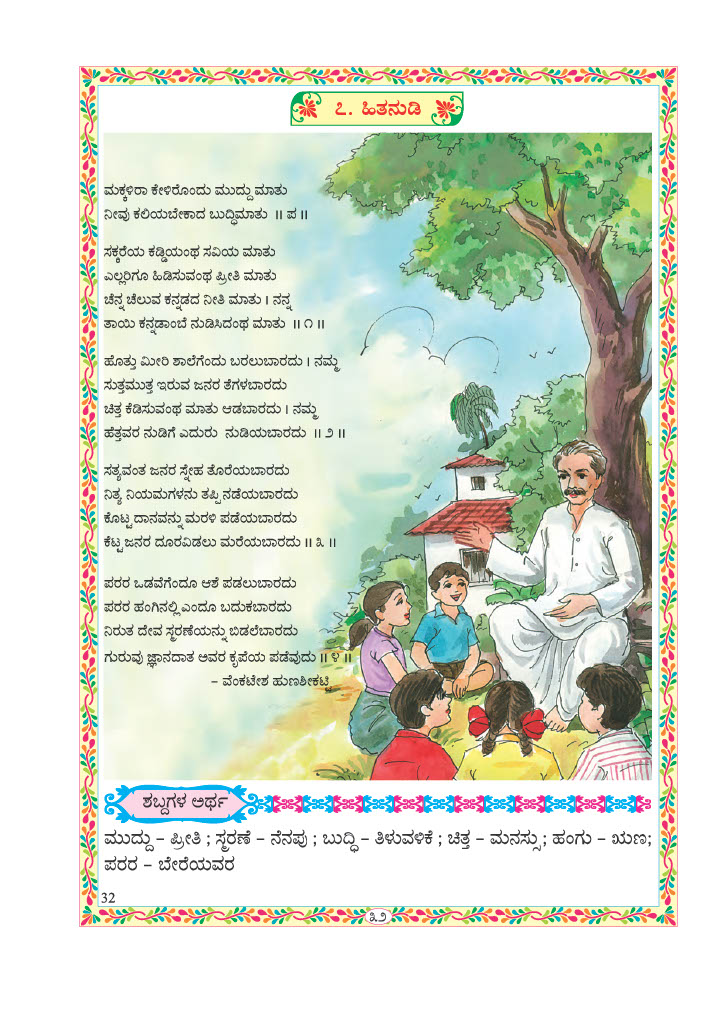 ೭. ಹಿತನುಡಿ
ಮಕ್ಕಳಿರಾ ಕೇಳಿರೊಂದು ಮುದ್ದು ಮಾತು
ನೀವು ಕಲಿಯಬೇಕಾದ ಬುದ್ಧಿಮಾತು ॥ ಪ ॥
ಸಕ್ಕರೆಯ ಕಡ್ಡಿಯಂಥ ಸವಿಯ ಮಾತು
ಎಲ್ಲರಿಗೂ ಹಿಡಿಸುವಂಥ ಪ್ರೀತಿ ಮಾತು
ಚೆನ್ನ ಚೆಲುವ ಕನ್ನಡದ ನೀತಿ ಮಾತು । ನನ್ನ
ತಾಯಿ ಕನ್ನಡಾಂಬೆ ನುಡಿಸಿದಂಥ ಮಾತು ॥ ೧ ॥
ಹೊತ್ತು ಮೀರಿ ಶಾಲೆಗೆಂದು ಬರಲುಬಾರದು । ನಮ್ಮ
ಸುತ್ತಮುತ್ತ ಇರುವ ಜನರ ತೆಗಳಬಾರದು
ಚಿತ್ತ ಕೆಡಿಸುವಂಥ ಮಾತು ಆಡಬಾರದು । ನಮ್ಮ
ಹೆತ್ತವರ ನುಡಿಗೆ ಎದುರು ನುಡಿಯಬಾರದು ॥ ೨ ॥
ಸತ್ಯವಂತ ಜನರ ಸ್ನೇಹ ತೊರೆಯಬಾರದು
ನಿತ್ಯ ನಿಯಮಗಳನು ತಪ್ಪಿ ನಡೆಯಬಾರದು
ಕೊಟ್ಟ ದಾನವನ್ನು ಮರಳಿ ಪಡೆಯಬಾರದು
ಕೆಟ್ಟ ಜನರ ದೂರವಿಡಲು ಮರೆಯಬಾರದು ॥ ೩ ॥
ಪರರ ಒಡವೆಗೆಂದೂ ಆಶೆ ಪಡಲುಬಾರದು
ಪರರ ಹಂಗಿನಲ್ಲಿ ಎಂದೂ ಬದುಕಬಾರದು
ನಿರುತ ದೇವ ಸ್ಮರಣೆಯನ್ನು ಬಿಡಲೆಬಾರದು
ಗುರುವು ಜ್ಞಾನದಾತ ಅವರ ಕೃಪೆಯ ಪಡೆವುದು ॥ ೪ ॥
– ವೆಂಕಟೇಶ ಹುಣಶೀಕಟ್ಟಿ
ಶಬ್ದಗಳ ಅರ್ಥ
ಮುದ್ದು – ಪ್ರೀತಿ ; ಸ್ಮರಣೆ – ನೆನಪು ; ಬುದ್ಧಿ – ತಿಳುವಳಿಕೆ ; ಚಿತ್ತ – ಮನಸ್ಸು ; ಹಂಗು – ಋಣ;
ಪರರ – ಬೇರೆಯವರ
32
೩೨